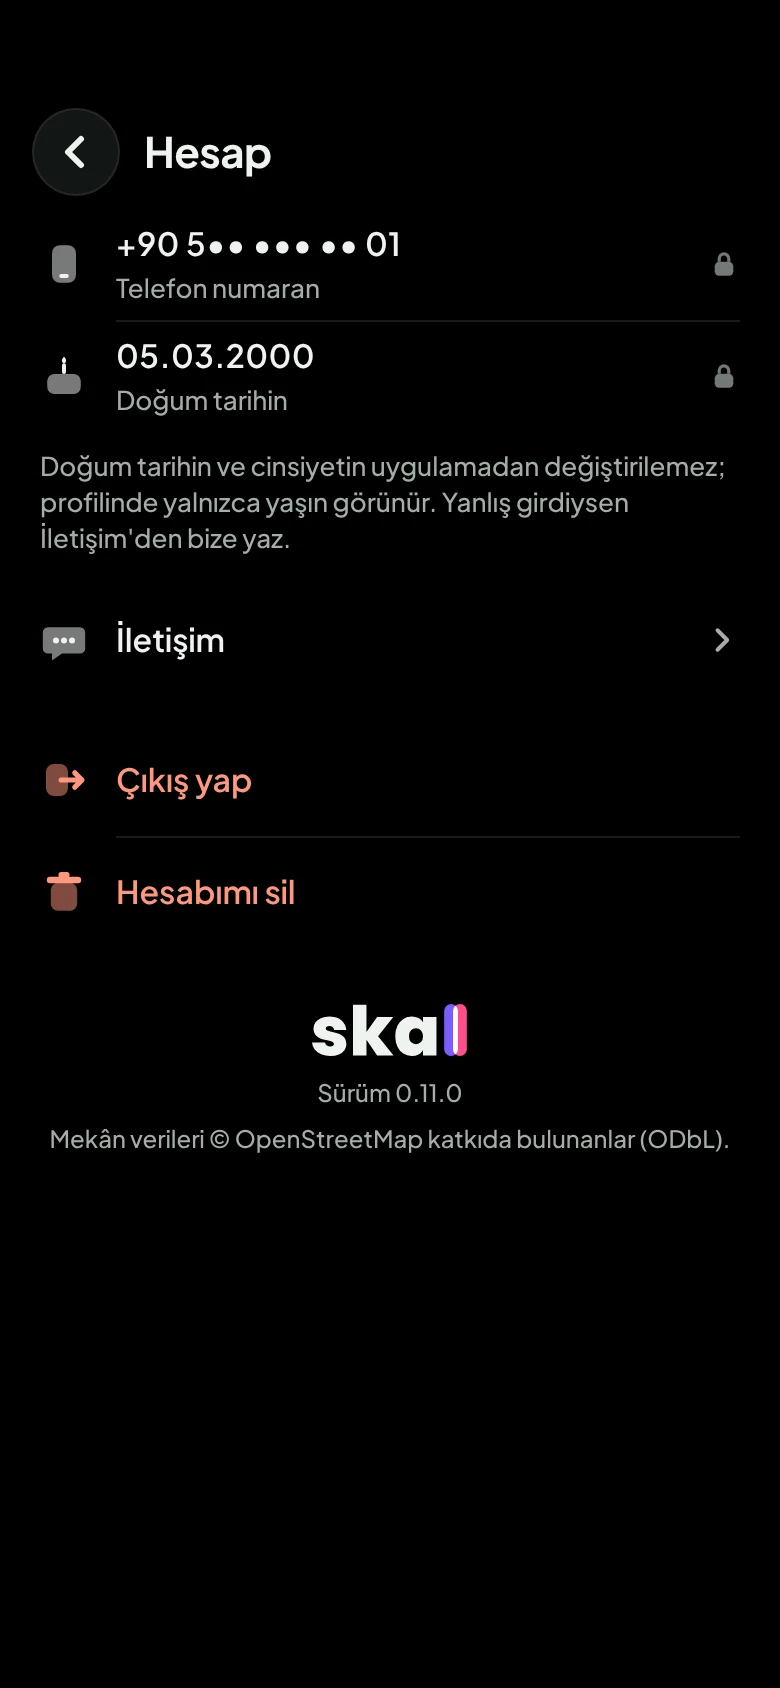 Hesap
+90 5●● ●●● ●● 01
Telefon numaran
05.03.2000
Doğum tarihin
Doğum tarihin ve cinsiyetin uygulamadan değiştirilemez;
profilinde yalnızca yaşın görünür. Yanlış girdiysen
İletişim'den bize yaz.
İletişim
Çıkış yap
Hesabımı sil
skal
Sürüm 0.11.0
Mekân verileri © OpenStreetMap katkıda bulunanlar (ODbL).